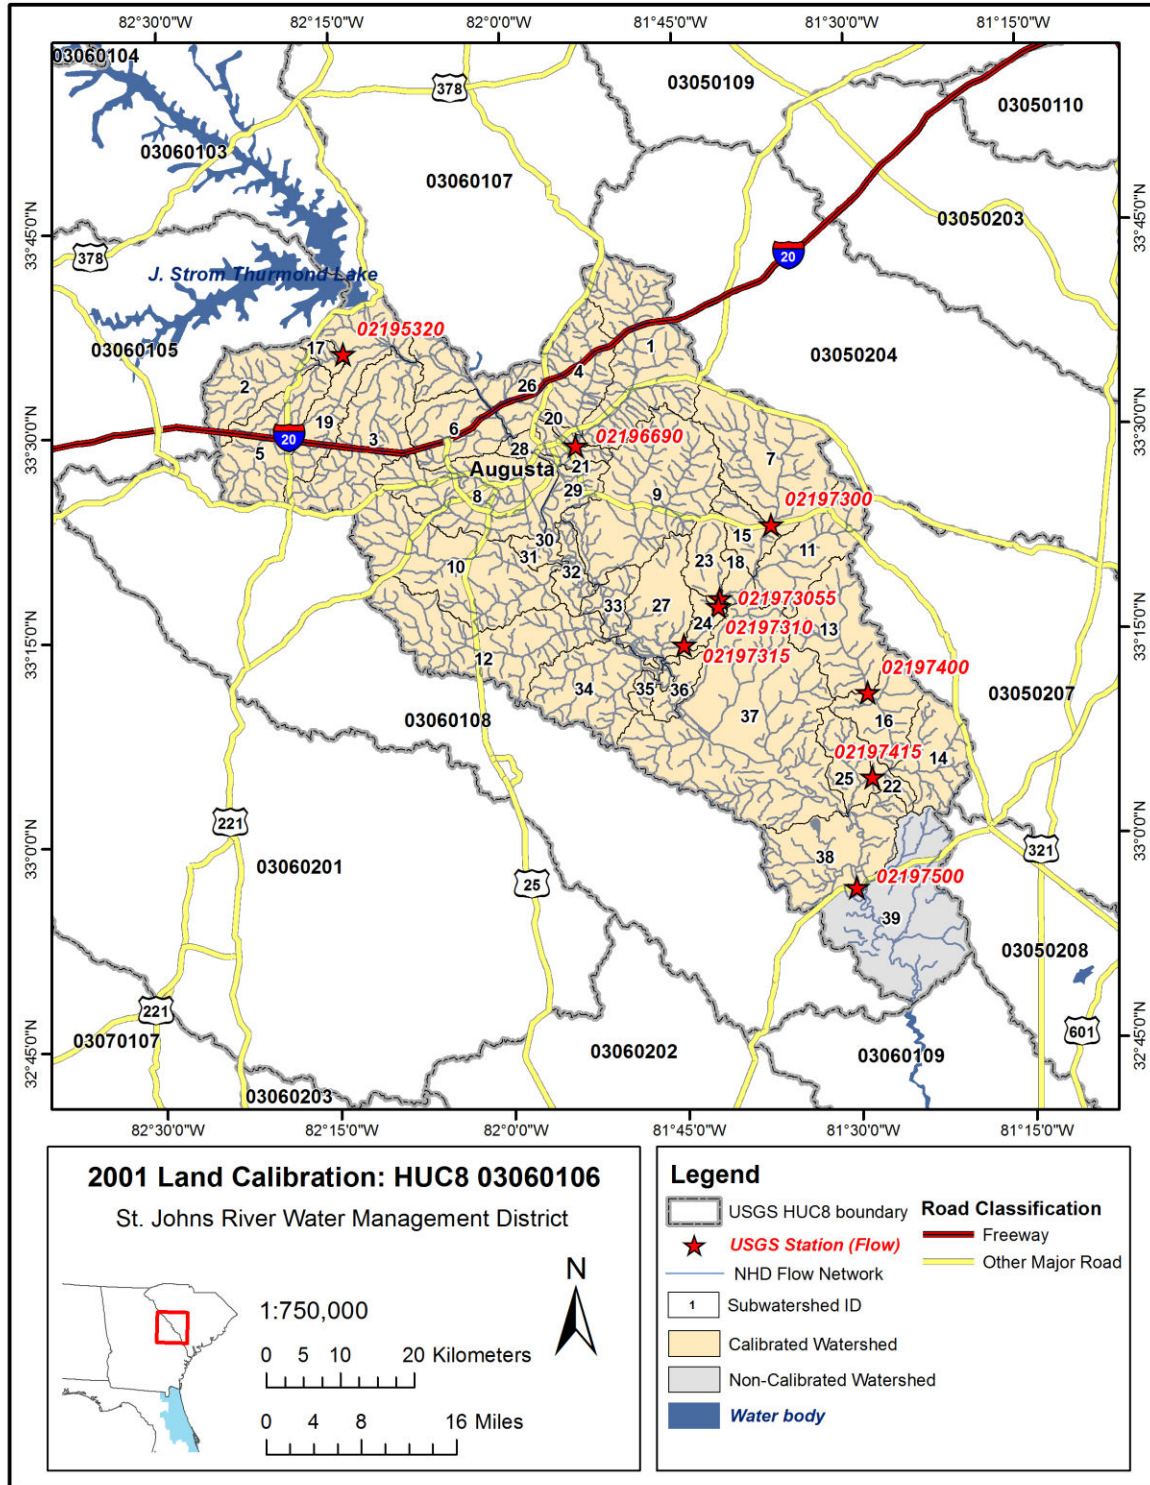 82°30'0"W 82°15'0"W 82°0'0"W 81°45'0"W 81°30'0"W 81°15'0"W
03060104
378
03050109
03050110
03060103
03060107
03050203
33°45'0"N
33°45'0"N
378
20
J. Strom Thurmond Lake
02195320
03060105
17
1
03050204
2
26
4
19
20
33°30'0"N
33°30'0"N
5
20
3
6
28
02196690
Augusta
21
7
8
29
9
02197300
30
15
11
10
31
32
23
18
33
27
021973055
24
02197310
13
33°15'0"N
33°15'0"N
12
02197315
34
35
36
02197400
03050207
03060108
37
16
02197415
14
25
22
221
33°0'0"N
33°0'0"N
38
321
03060201
25
02197500
39
03050208
221
601
03070107
03060202
03060109
32°45'0"N
32°45'0"N
03060203
82°30'0"W 82°15'0"W 82°0'0"W 81°45'0"W 81°30'0"W 81°15'0"W
2001 Land Calibration: HUC8 03060106
St. Johns River Water Management District
N
1:750,000
0 5 10 20 Kilometers
0 4 8 16 Miles
Legend
USGS HUC8 boundary
USGS Station (Flow)
NHD Flow Network
1 Subwatershed ID
Calibrated Watershed
Non-Calibrated Watershed
Water body
Road Classification
Freeway
Other Major Road